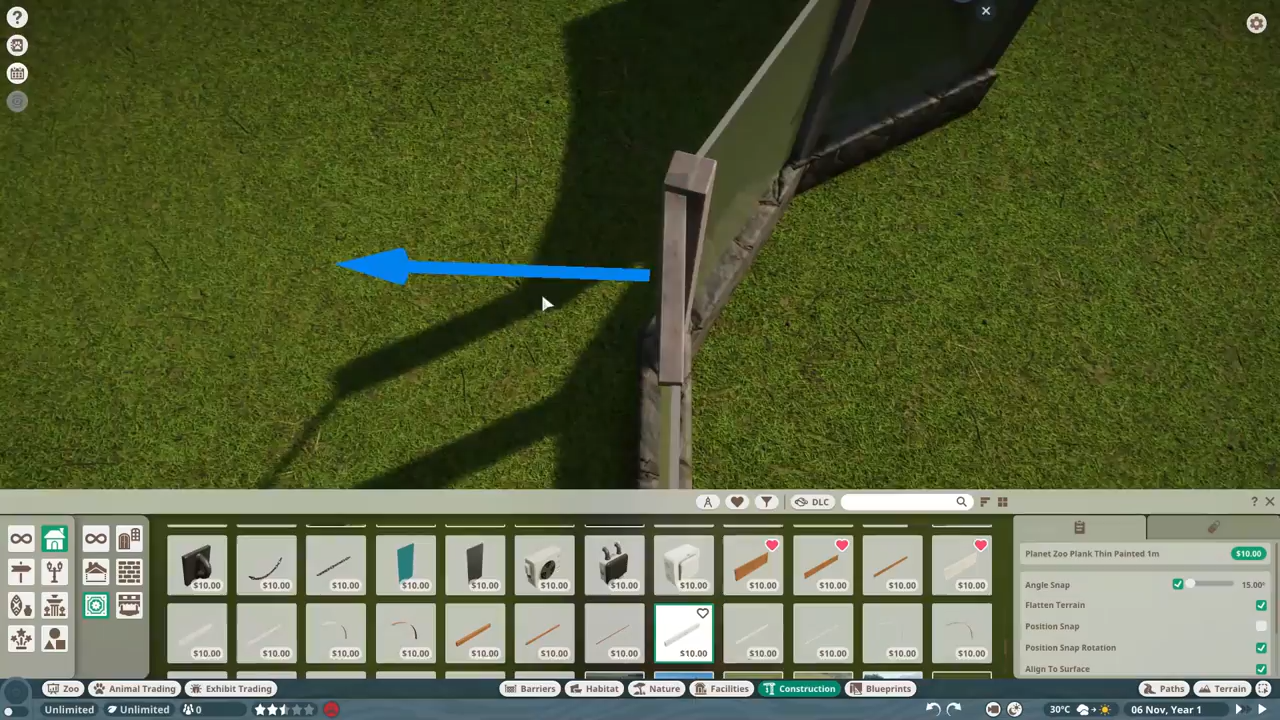 ?
DLC
?
$10.00 $10.00 $10.00 $10.00 $10.00 $10.00 $10.00 $10.00 $10.00 $10.00 $10.00 $10.00
$10.00 $10.00 $10.00 $10.00 $10.00 $10.00 $10.00 $10.00 $10.00 $10.00 $10.00 $10.00
Planet Zoo Plank Thin Painted 1m $10.00
Angle Snap 15.00°
Flatten Terrain
Position Snap
Position Snap Rotation
Align To Surface
Zoo Animal Trading Exhibit Trading Barriers Habitat Nature Facilities Construction Blueprints Paths Terrain
Unlimited Unlimited 0 30°C 06 Nov, Year 1